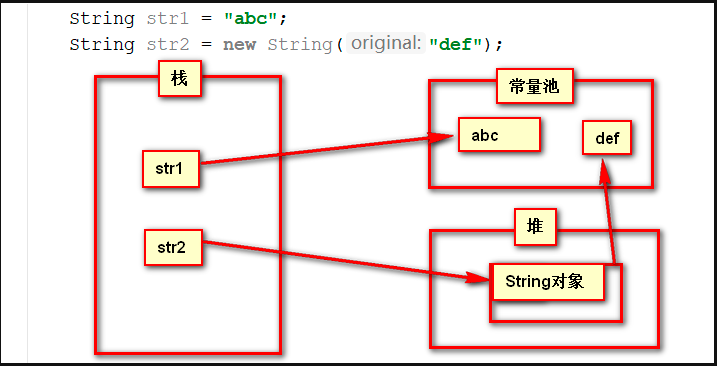 String str1 = "abc";
String str2 = new String( original: "def");
栈
常量池
abc
def
str1
str2
堆
String对象